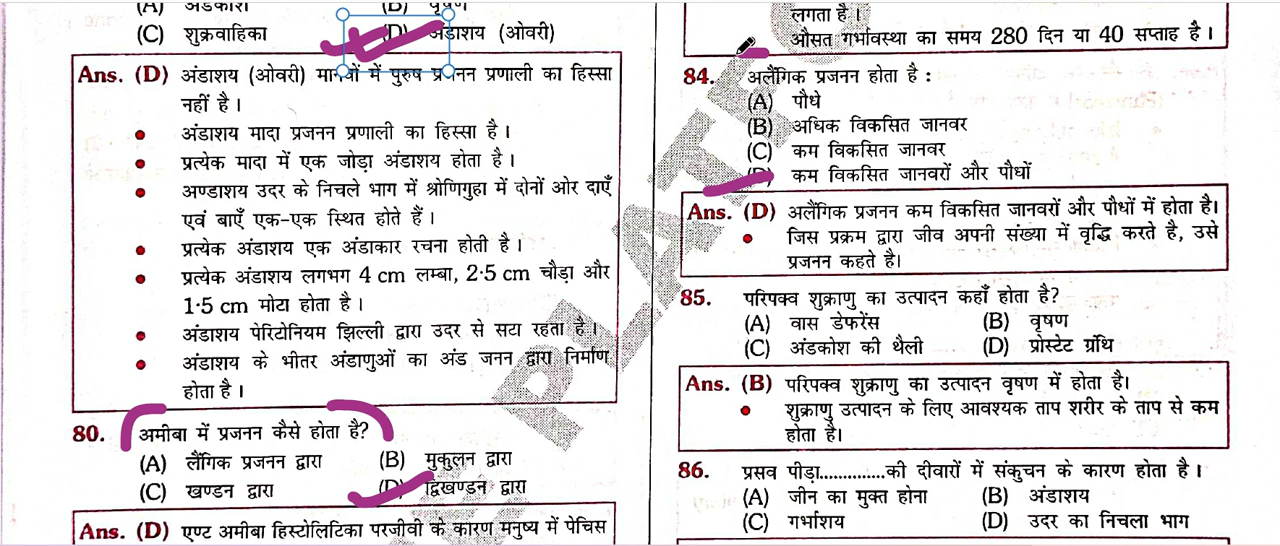 (A) अंडकोश (B) वृषण
(C) शुक्रवाहिका (D) अंडाशय (ओवरी)
Ans. (D) अंडाशय (ओवरी) मानवों में पुरुष प्रजनन प्रणाली का हिस्सा
नहीं है।
• अंडाशय मादा प्रजनन प्रणाली का हिस्सा है।
• प्रत्येक मादा में एक जोड़ा अंडाशय होता है।
• अण्डाशय उदर के निचले भाग में श्रोणिगुहा में दोनों ओर दाएँ
एवं बाएँ एक-एक स्थित होते हैं।
• प्रत्येक अंडाशय एक अंडाकार रचना होती है।
• प्रत्येक अंडाशय लगभग 4 cm लम्बा, 2·5 cm चौड़ा और
1·5 cm मोटा होता है।
• अंडाशय पेरिटोनियम झिल्ली द्वारा उदर से सटा रहता है।
• अंडाशय के भीतर अंडाणुओं का अंड जनन द्वारा निर्माण
होता है।
80. अमीबा में प्रजनन कैसे होता है?
(A) लैंगिक प्रजनन द्वारा (B) मुकुलन द्वारा
(C) खण्डन द्वारा (D) द्विखण्डन द्वारा
Ans. (D) एण्ट अमीबा हिस्टोलिटिका परजीवी के कारण मनुष्य में पेचिस
लगता है।
औसत गर्भावस्था का समय 280 दिन या 40 सप्ताह है।
84. अलैंगिक प्रजनन होता है :
(A) पौधे
(B) अधिक विकसित जानवर
(C) कम विकसित जानवर
(D) कम विकसित जानवरों और पौधों
Ans. (D) अलैंगिक प्रजनन कम विकसित जानवरों और पौधों में होता है।
• जिस प्रक्रम द्वारा जीव अपनी संख्या में वृद्धि करते है, उसे
प्रजनन कहते है।
85. परिपक्व शुक्राणु का उत्पादन कहाँ होता है?
(A) वास डेफरेंस (B) वृषण
(C) अंडकोश की थैली (D) प्रोस्टेट ग्रंथि
Ans. (B) परिपक्व शुक्राणु का उत्पादन वृषण में होता है।
• शुक्राणु उत्पादन के लिए आवश्यक ताप शरीर के ताप से कम
होता है।
86. प्रसव पीड़ा..............की दीवारों में संकुचन के कारण होता है।
(A) जीन का मुक्त होना (B) अंडाशय
(C) गर्भाशय (D) उदर का निचला भाग